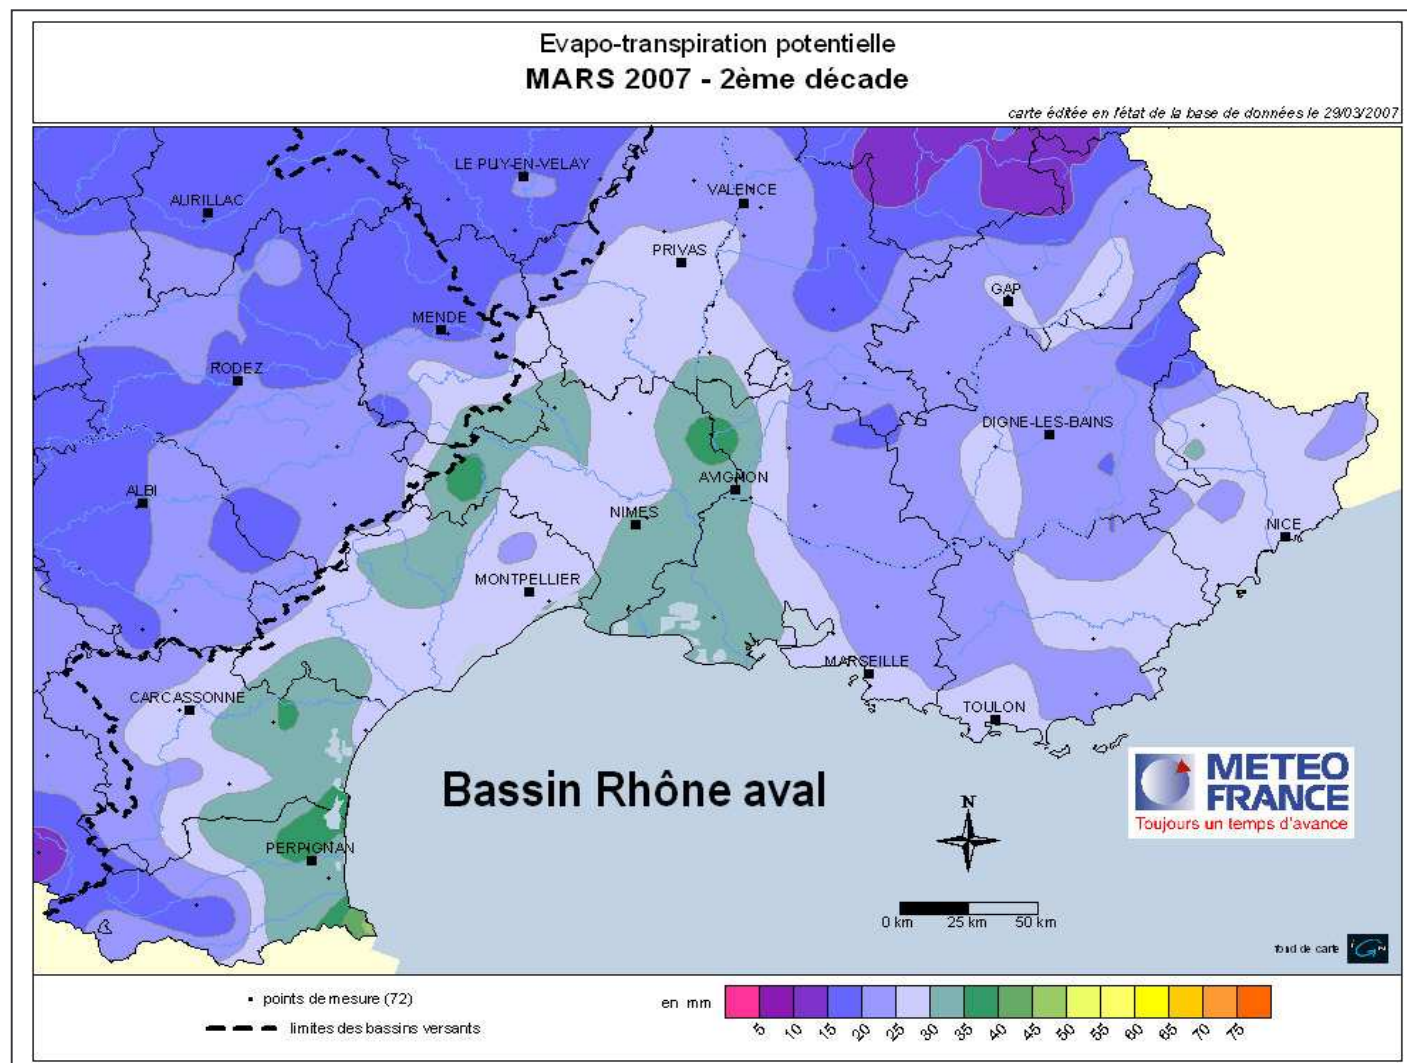 Evapo-transpiration potentielle
MARS 2007 - 2ème décade
carte éditée en l'état de la base de données le 29/03/2007
LE PUY-EN-VELAY
AURILLAC
VALENCE
PRIVAS
GAP
MENDE
RODEZ
DIGNE-LES-BAINS
ALBI
AVIGNON
NIMES
NICE
MONTPELLIER
MARSEILLE
CARCASSONNE
TOULON
Bassin Rhône aval
METEO
FRANCE
Toujours un temps d'avance
N
PERPIGNAN
0 km 25 km 50 km
fond de carte IGN
points de mesure (72)
limites des bassins versants
en mm
5 10 15 20 25 30 35 40 45 50 55 60 65 70 75